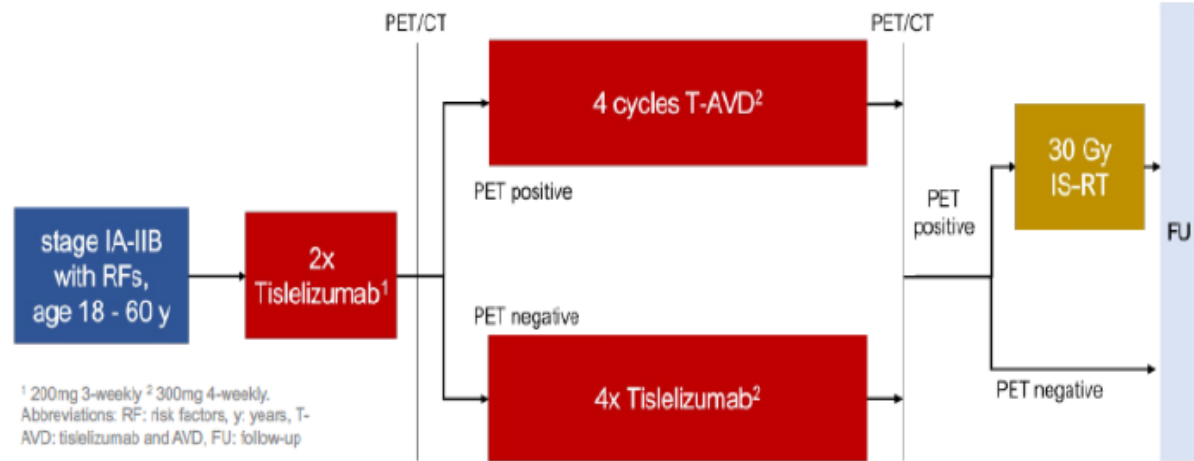 PET/CT
PET/CT
4 cycles T-AVD²
PET positive
stage IA-IIB
with RFs,
age 18 - 60 y
2x
Tislelizumab¹
PET negative
4x Tislelizumab²
PET
positive
30 Gy
IS-RT
PET negative
FU
¹ 200mg 3-weekly ² 300mg 4-weekly.
Abbreviations: RF: risk factors, y: years, T-
AVD: tislelizumab and AVD, FU: follow-up